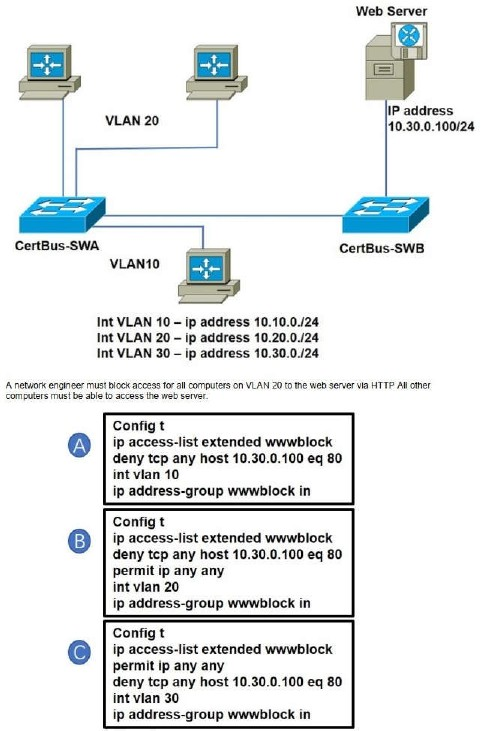 Web Server
VLAN 20
IP address
10.30.0.100/24
CertBus-SWA
CertBus-SWB
VLAN10
Int VLAN 10 – ip address 10.10.0./24
Int VLAN 20 – ip address 10.20.0./24
Int VLAN 30 – ip address 10.30.0./24
A network engineer must block access for all computers on VLAN 20 to the web server via HTTP All other
computers must be able to access the web server.
A
Config t
ip access-list extended wwwblock
deny tcp any host 10.30.0.100 eq 80
int vlan 10
ip address-group wwwblock in
B
Config t
ip access-list extended wwwblock
deny tcp any host 10.30.0.100 eq 80
permit ip any any
int vlan 20
ip address-group wwwblock in
C
Config t
ip access-list extended wwwblock
permit ip any any
deny tcp any host 10.30.0.100 eq 80
int vlan 30
ip address-group wwwblock in